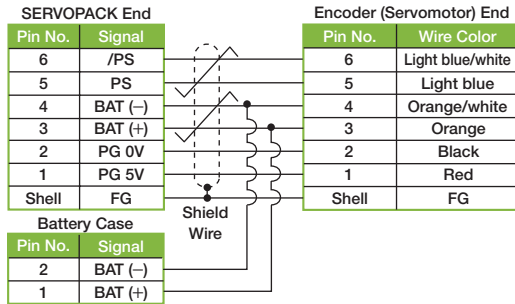 SERVOPACK End
Pin No. Signal
6 /PS
5 PS
4 BAT (−)
3 BAT (+)
2 PG 0V
1 PG 5V
Shell FG
Shield
Wire
Encoder (Servomotor) End
Pin No. Wire Color
6 Light blue/white
5 Light blue
4 Orange/white
3 Orange
2 Black
1 Red
Shell FG
Battery Case
Pin No. Signal
2 BAT (−)
1 BAT (+)